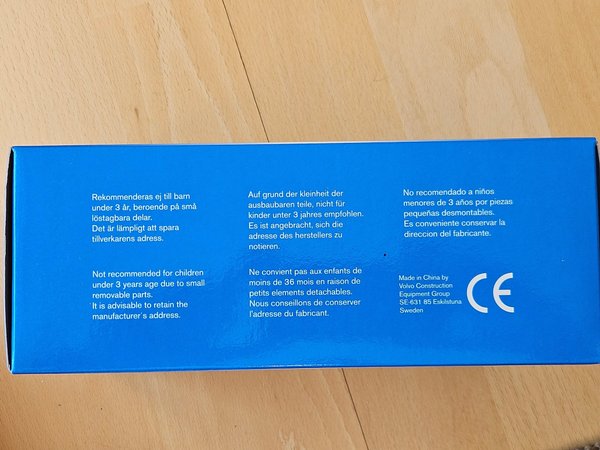 Rekommenderas ej till barn
under 3 år, beroende på små
löstagbara delar.
Det är lämpligt att spara
tillverkarens adress.
Auf grund der kleinheit der
ausbaubaren teile, nicht für
kinder unter 3 jahres empfohlen.
Es ist angebracht, sich die
adresse des herstellers zu
notieren.
No recomendado a niños
menores de 3 años por piezas
pequeñas desmontables.
Es conveniente conservar la
direccion del fabricante.
Not recommended for children
under 3 years age due to small
removable parts.
It is advisable to retain the
manufacturer's address.
Ne convient pas aux enfants de
moins de 36 mois en raison de
petits elements detachables.
Nous conseillons de conserver
l'adresse du fabricant.
Made in China by
Volvo Construction
Equipment Group
SE-631 85 Eskilstuna
Sweden
CE